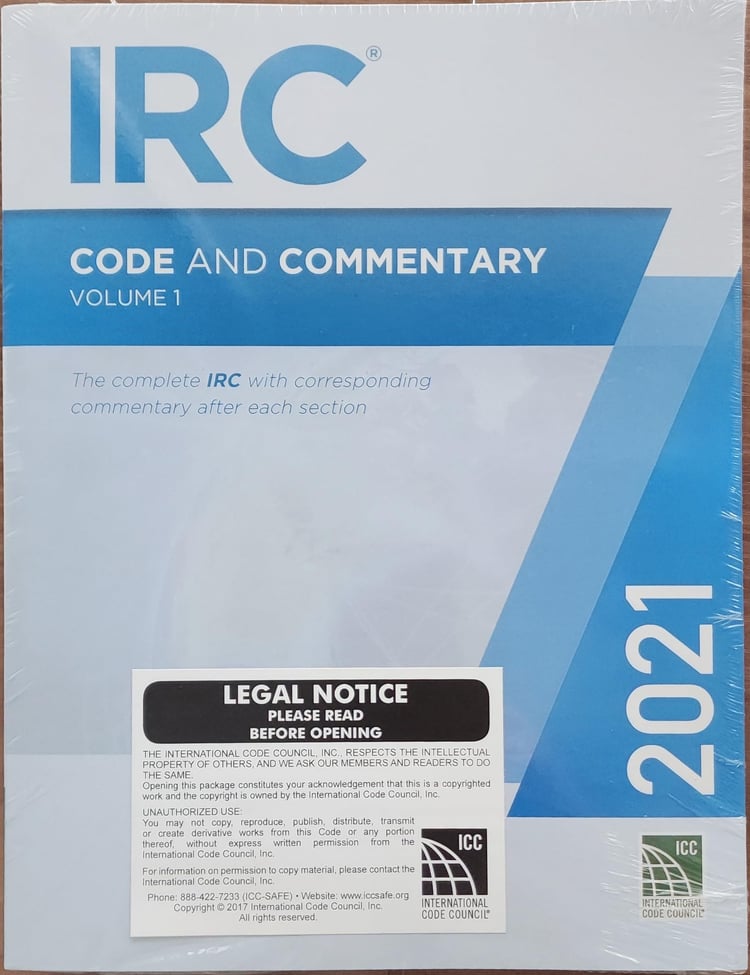 IRC®
CODE AND COMMENTARY
VOLUME 1
The complete IRC with corresponding
commentary after each section
2021
LEGAL NOTICE
PLEASE READ
BEFORE OPENING
THE INTERNATIONAL CODE COUNCIL, INC., RESPECTS THE INTELLECTUAL
PROPERTY OF OTHERS, AND WE ASK OUR MEMBERS AND READERS TO DO
THE SAME.
Opening this package constitutes your acknowledgement that this is a copyrighted
work and the copyright is owned by the International Code Council, Inc.
UNAUTHORIZED USE:
You may not copy, reproduce, publish, distribute, transmit
or create derivative works from this Code or any portion
thereof, without express written permission from the
International Code Council, Inc.
For information on permission to copy material, please contact the
International Code Council, Inc.
Phone: 888-422-7233 (ICC-SAFE) • Website: www.iccsafe.org
Copyright © 2017 International Code Council, Inc.
All rights reserved.
ICC
INTERNATIONAL
CODE COUNCIL®
ICC
INTERNATIONAL
CODE COUNCIL®